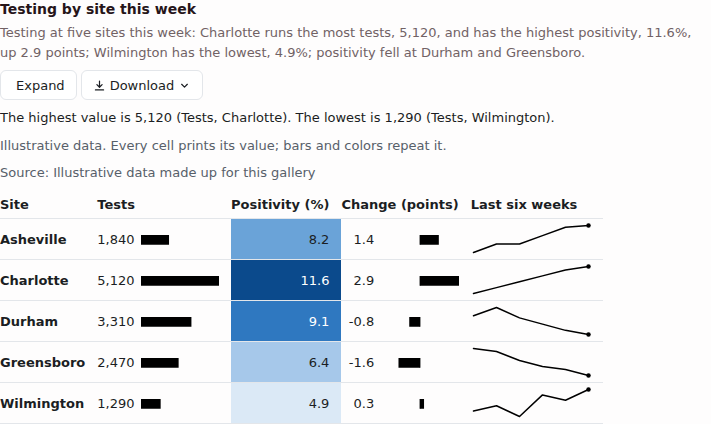 Testing by site this week
Testing at five sites this week: Charlotte runs the most tests, 5,120, and has the highest positivity, 11.6%,
up 2.9 points; Wilmington has the lowest, 4.9%; positivity fell at Durham and Greensboro.
Expand Download
The highest value is 5,120 (Tests, Charlotte). The lowest is 1,290 (Tests, Wilmington).
Illustrative data. Every cell prints its value; bars and colors repeat it.
Source: Illustrative data made up for this gallery
Site Tests Positivity (%) Change (points) Last six weeks
Asheville 1,840 8.2 1.4
Charlotte 5,120 11.6 2.9
Durham 3,310 9.1 -0.8
Greensboro 2,470 6.4 -1.6
Wilmington 1,290 4.9 0.3